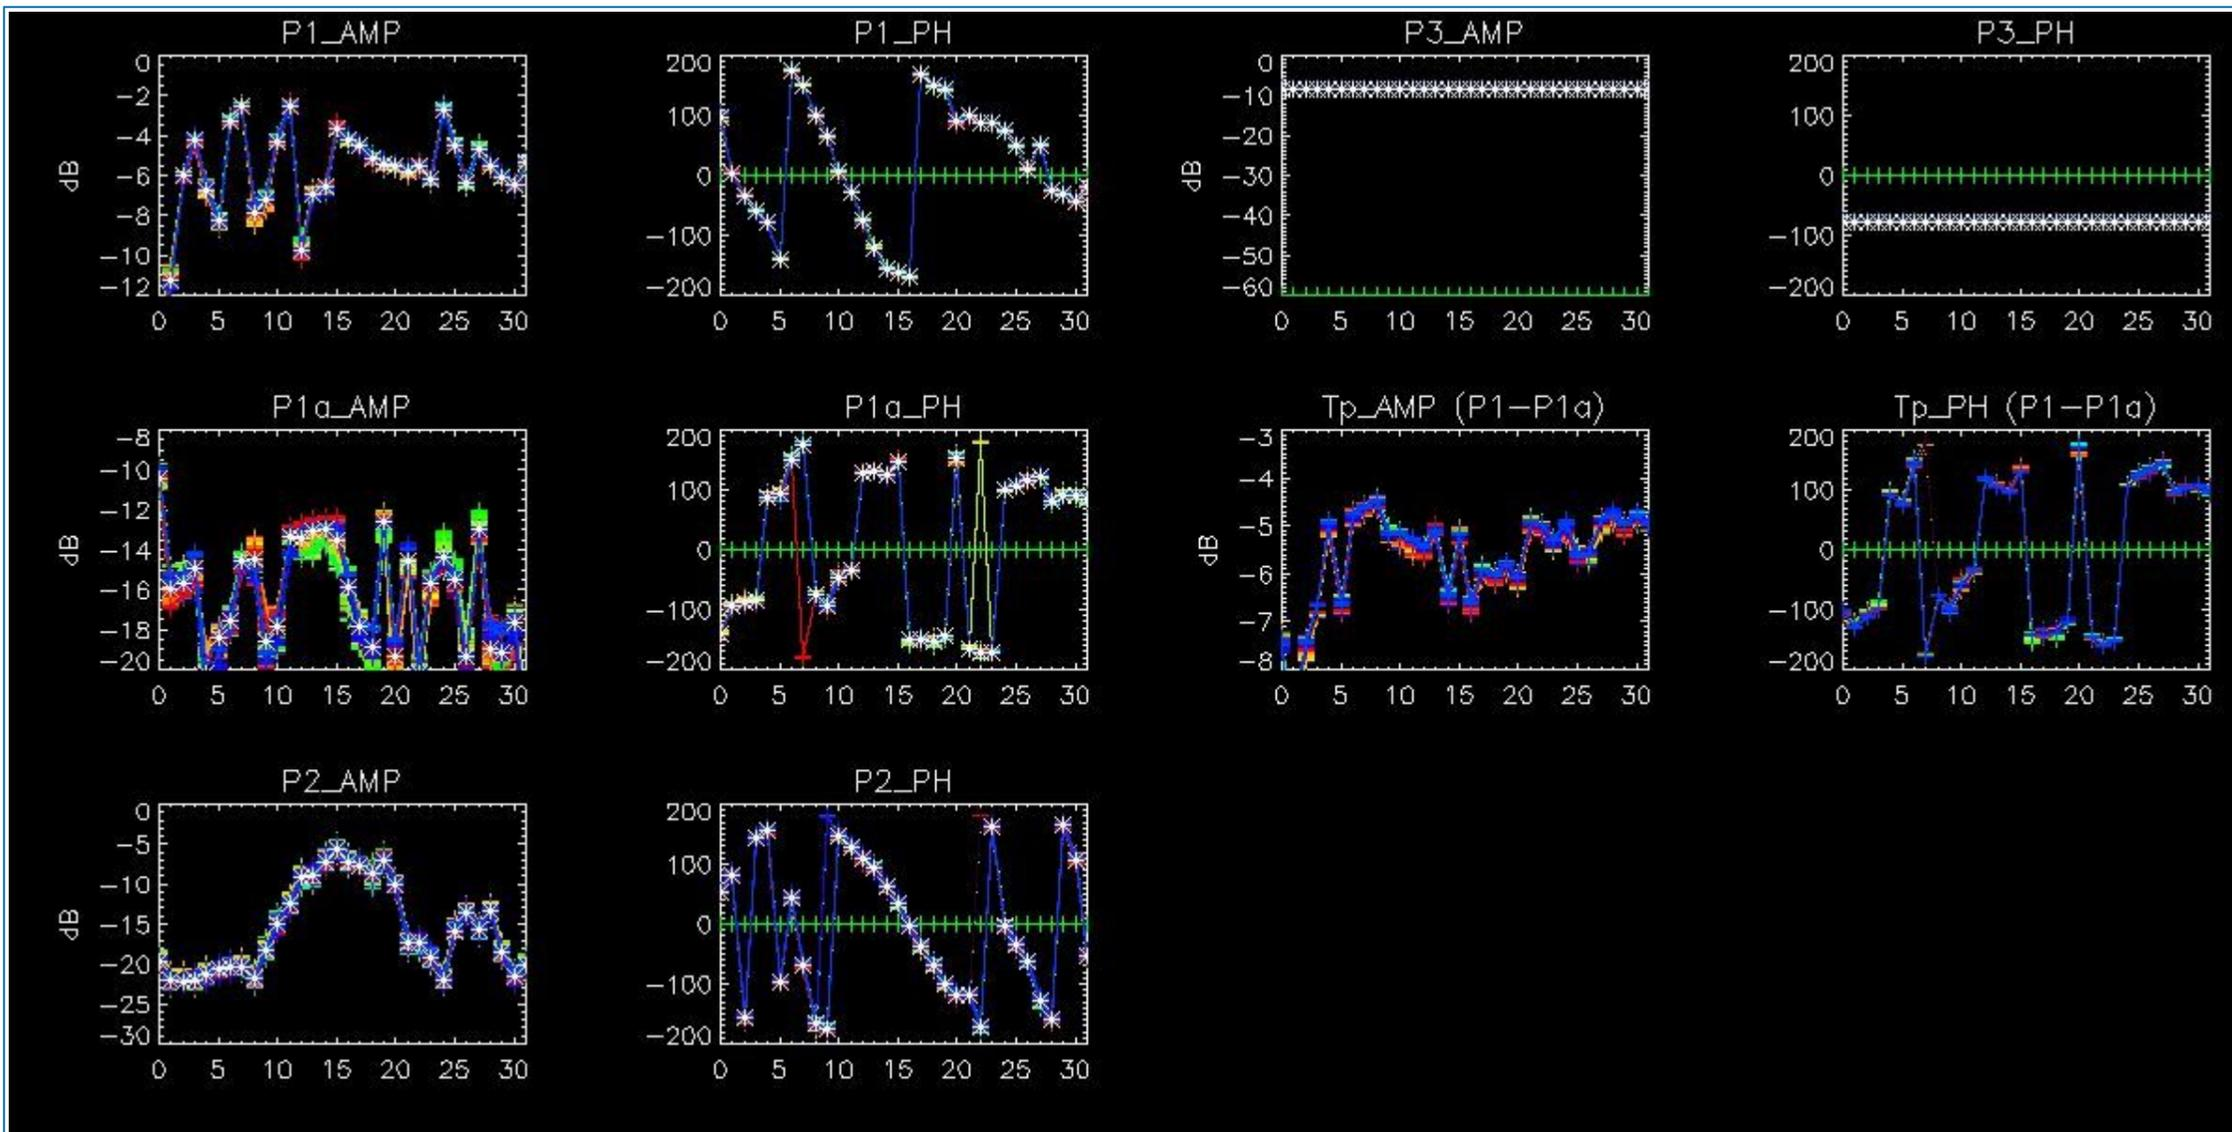 P1_AMP P1_PH P3_AMP P3_PH
0 200 0 200
−2 100 −10 100
−4 0 −20 0
dB −6 −100 dB −30 −100
−8 −200 −40 −200
−10 −50
−12 −60
0 5 10 15 20 25 30 0 5 10 15 20 25 30 0 5 10 15 20 25 30 0 5 10 15 20 25 30
P1a_AMP P1a_PH Tp_AMP (P1−P1a) Tp_PH (P1−P1a)
−8 200 −3 200
−10 100 −4 100
−12 0 −5 0
dB −14 −100 dB −6 −100
−16 −200 −7 −200
−18 −8
−20
0 5 10 15 20 25 30 0 5 10 15 20 25 30 0 5 10 15 20 25 30 0 5 10 15 20 25 30
P2_AMP P2_PH
0 200
−5 100
−10 0
dB −15 −100
−20 −200
−25
−30
0 5 10 15 20 25 30 0 5 10 15 20 25 30